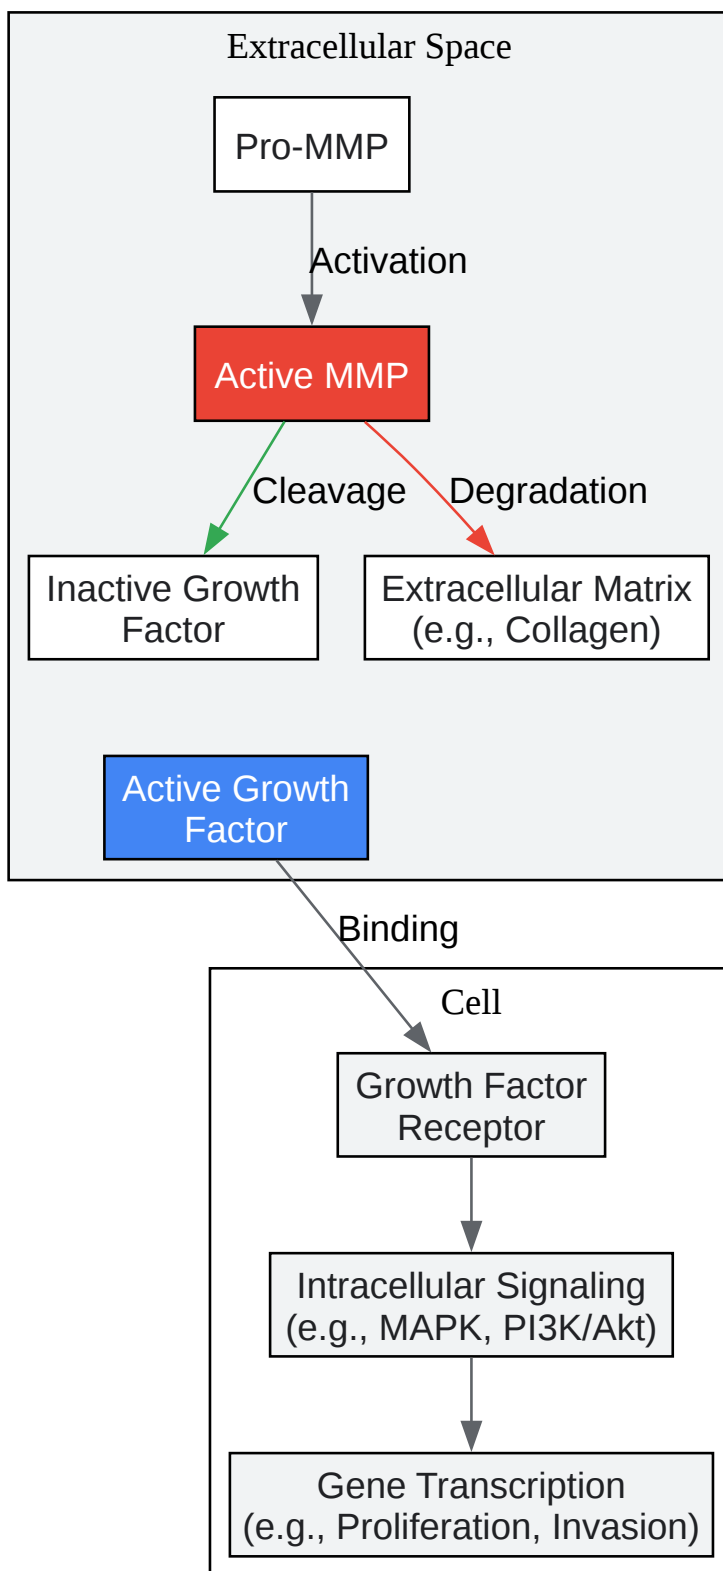 Extracellular Space
Pro-MMP
Activation
Active MMP
Cleavage
Degradation
Inactive Growth
Factor
Extracellular Matrix
(e.g., Collagen)
Active Growth
Factor
Binding
Cell
Growth Factor
Receptor
Intracellular Signaling
(e.g., MAPK, PI3K/Akt)
Gene Transcription
(e.g., Proliferation, Invasion)